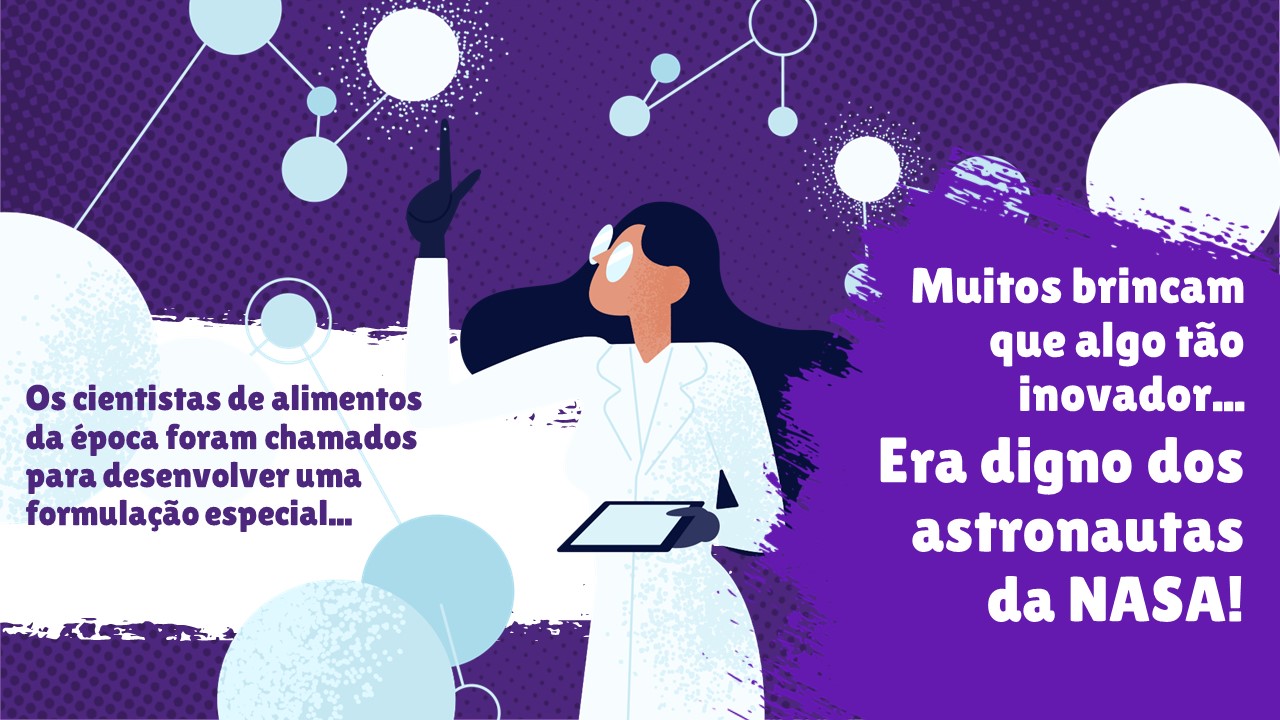 Os cientistas de alimentos
da época foram chamados
para desenvolver uma
formulação especial...
Muitos brincam
que algo tão
inovador...
Era digno dos
astronautas
da NASA!